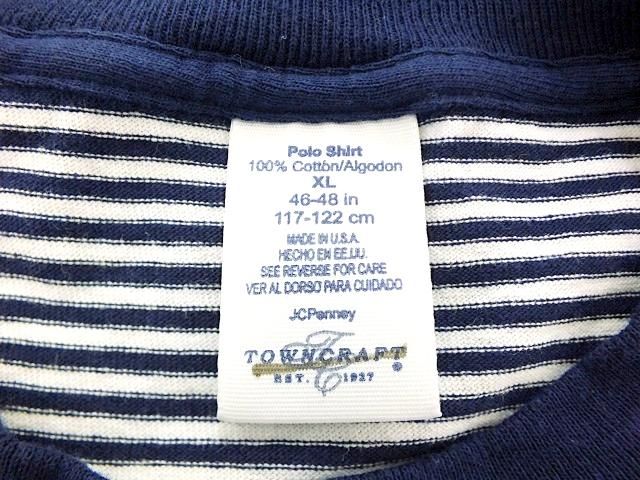 Polo Shirt
100% Cotton/Algodon
XL
46-48 in
117-122 cm
MADE IN U.S.A.
HECHO EN EE.UU.
SEE REVERSE FOR CARE
VER AL DORSO PARA CUIDADO
JCPenney
TOWNCRAFT®
EST. 1927